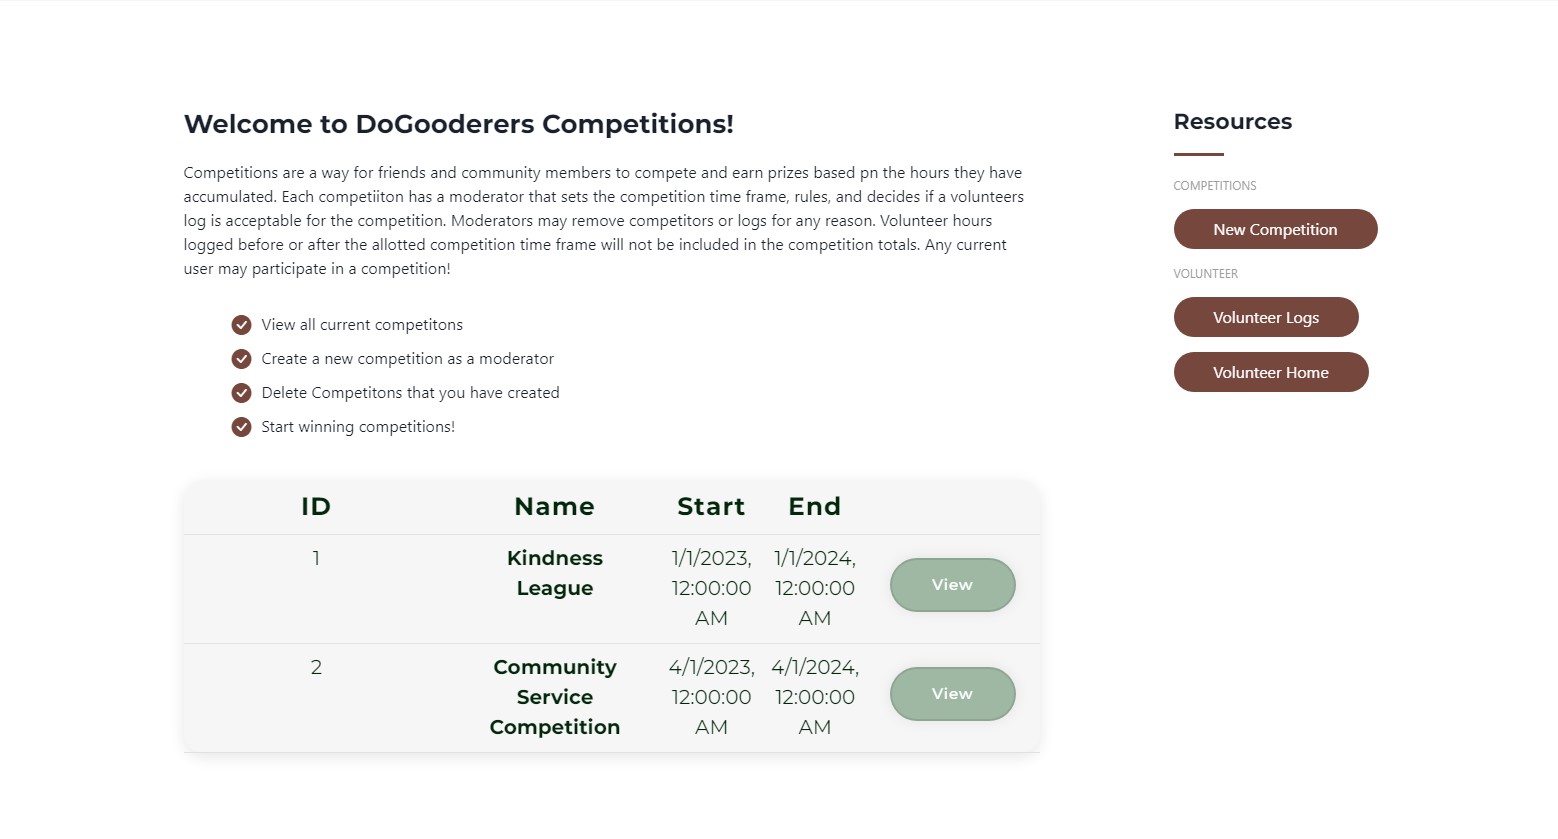 Welcome to DoGooderers Competitions!
Competitions are a way for friends and community members to compete and earn prizes based pn the hours they have
accumulated. Each competiiton has a moderator that sets the competition time frame, rules, and decides if a volunteers
log is acceptable for the competition. Moderators may remove competitors or logs for any reason. Volunteer hours
logged before or after the allotted competition time frame will not be included in the competition totals. Any current
user may participate in a competition!
View all current competitons
Create a new competition as a moderator
Delete Competitons that you have created
Start winning competitions!
ID Name Start End
1 Kindness 1/1/2023, 1/1/2024,
League 12:00:00 12:00:00 View
AM AM
2 Community 4/1/2023, 4/1/2024,
Service 12:00:00 12:00:00 View
Competition AM AM
Resources
COMPETITIONS
New Competition
VOLUNTEER
Volunteer Logs
Volunteer Home